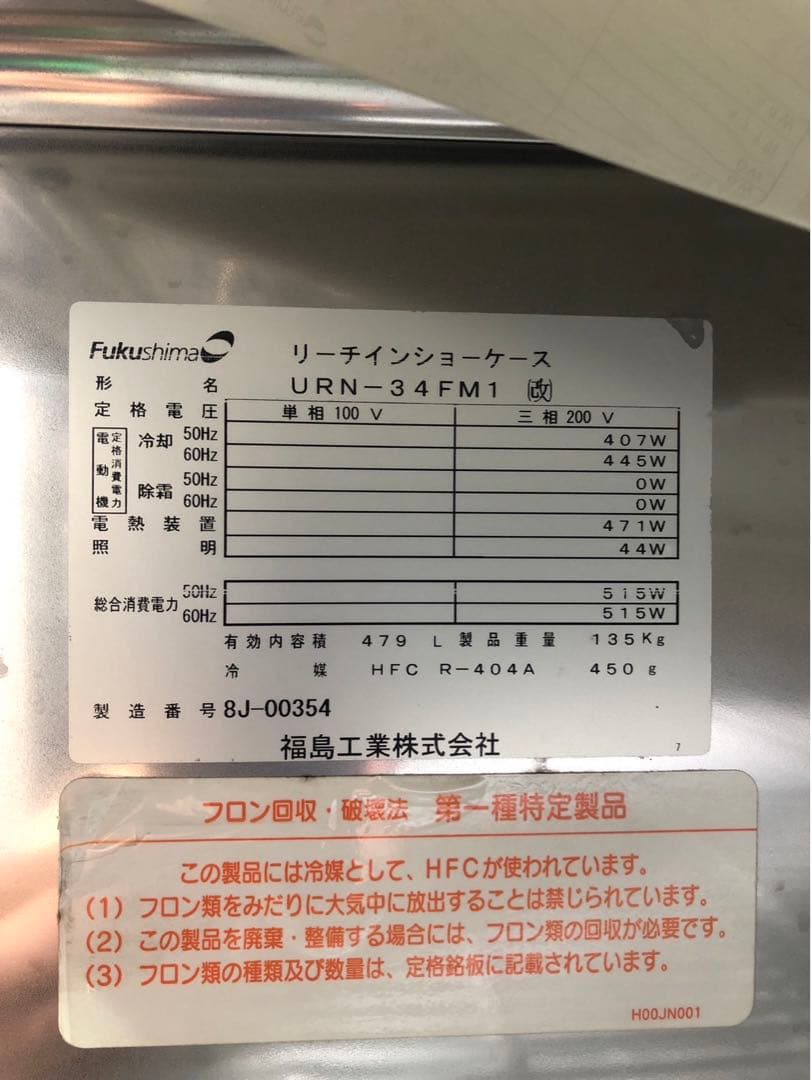 Fukushima リーチインショーケース
形名 URN-34FM1 改
定格電圧 単相100V 三相200V
電動機 定格消費電力 冷却 50Hz 407W
60Hz 445W
除霜 50Hz 0W
60Hz 0W
電熱装置 471W
照明 44W
総合消費電力 50Hz 515W
60Hz 515W
有効内容積 479 L 製品重量 135Kg
冷媒 HFC R-404A 450 g
製造番号 8J-00354
福島工業株式会社 7
フロン回収・破壊法 第一種特定製品
この製品には冷媒として、HFCが使われています。
(1) フロン類をみだりに大気中に放出することは禁じられています。
(2) この製品を廃棄・整備する場合には、フロン類の回収が必要です。
(3) フロン類の種類及び数量は、定格銘板に記載されています。
H00JN001